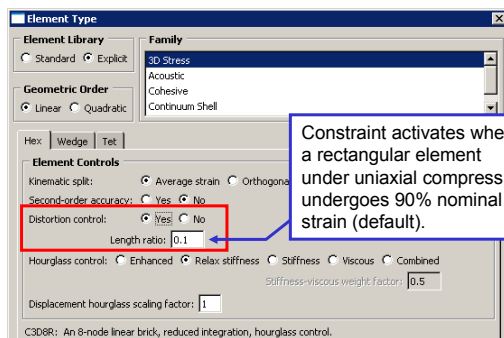 Element Type
Element Library
Standard Explicit
Geometric Order
Linear Quadratic
Family
3D Stress
Acoustic
Cohesive
Continuum Shell
Hex Wedge Tet
Element Controls
Kinematic split: Average strain Orthogona
Second-order accuracy: Yes No
Distortion control: Yes No
Length ratio: 0.1
Hourglass control: Enhanced Relax stiffness Stiffness Viscous Combined
Stiffness-viscous weight factor: 0.5
Displacement hourglass scaling factor: 1
C3D8R: An 8-node linear brick, reduced integration, hourglass control.
Constraint activates whe
a rectangular element
under uniaxial compress
undergoes 90% nominal
strain (default).